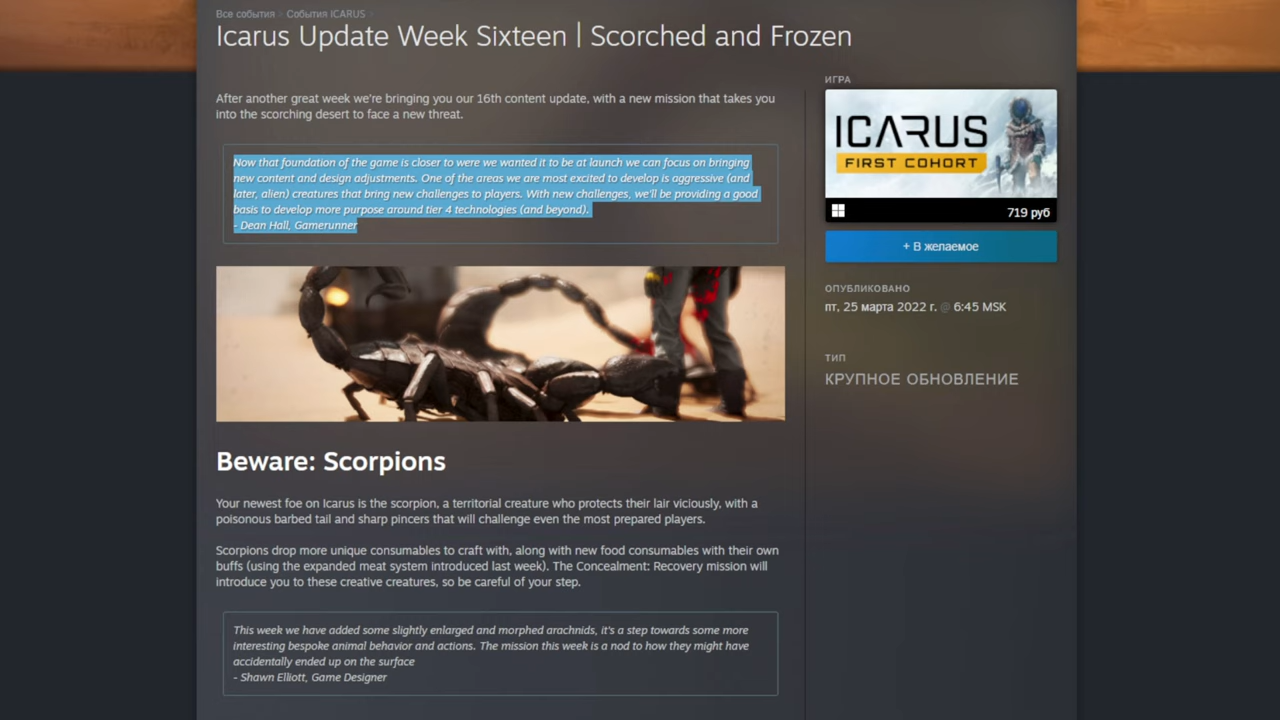 Все события > События ICARUS >
Icarus Update Week Sixteen | Scorched and Frozen
After another great week we're bringing you our 16th content update, with a new mission that takes you
into the scorching desert to face a new threat.
Now that foundation of the game is closer to were we wanted it to be at launch we can focus on bringing
new content and design adjustments. One of the areas we are most excited to develop is aggressive (and
later, alien) creatures that bring new challenges to players. With new challenges, we'll be providing a good
basis to develop more purpose around tier 4 technologies (and beyond).
- Dean Hall, Gamerunner
Beware: Scorpions
Your newest foe on Icarus is the scorpion, a territorial creature who protects their lair viciously, with a
poisonous barbed tail and sharp pincers that will challenge even the most prepared players.
Scorpions drop more unique consumables to craft with, along with new food consumables with their own
buffs (using the expanded meat system introduced last week). The Concealment: Recovery mission will
introduce you to these creative creatures, so be careful of your step.
This week we have added some slightly enlarged and morphed arachnids, it's a step towards some more
interesting bespoke animal behavior and actions. The mission this week is a nod to how they might have
accidentally ended up on the surface
- Shawn Elliott, Game Designer
ИГРА
ICARUS
FIRST COHORT
719 руб
+ В желаемое
ОПУБЛИКОВАНО
пт, 25 марта 2022 г. @ 6:45 MSK
ТИП
КРУПНОЕ ОБНОВЛЕНИЕ